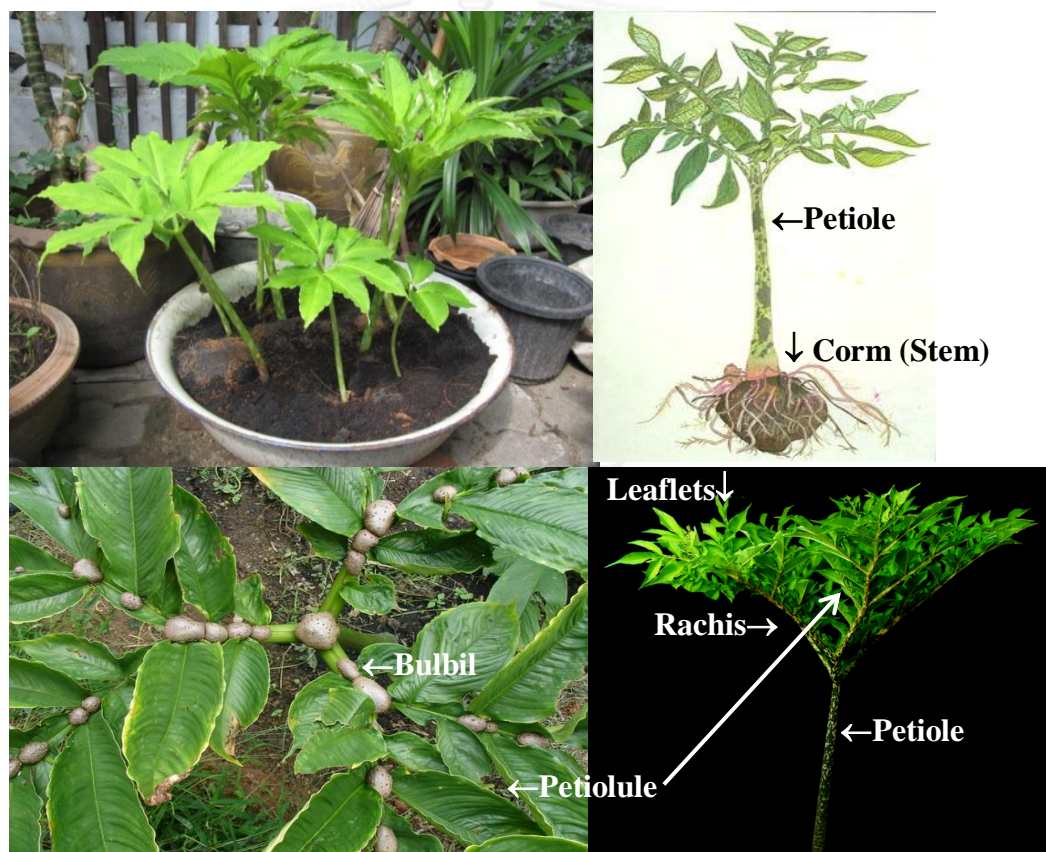 ←Petiole
↓ Corm (Stem)
Leaflets↓
Rachis→
←Bulbil
←Petiole
←Petiolule